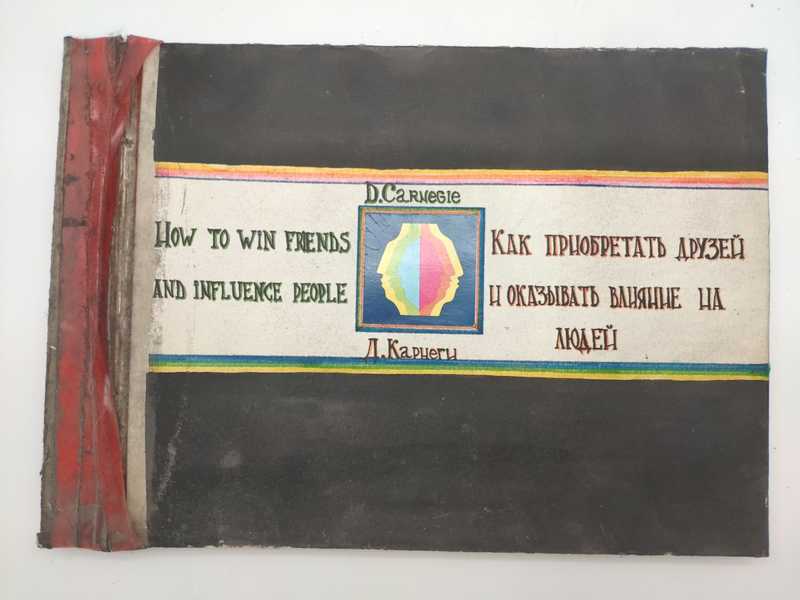 D.Carnegie
How to win friends
and influence people
Как приобретать друзей
и оказывать влияние на
людей
Д.Карнеги